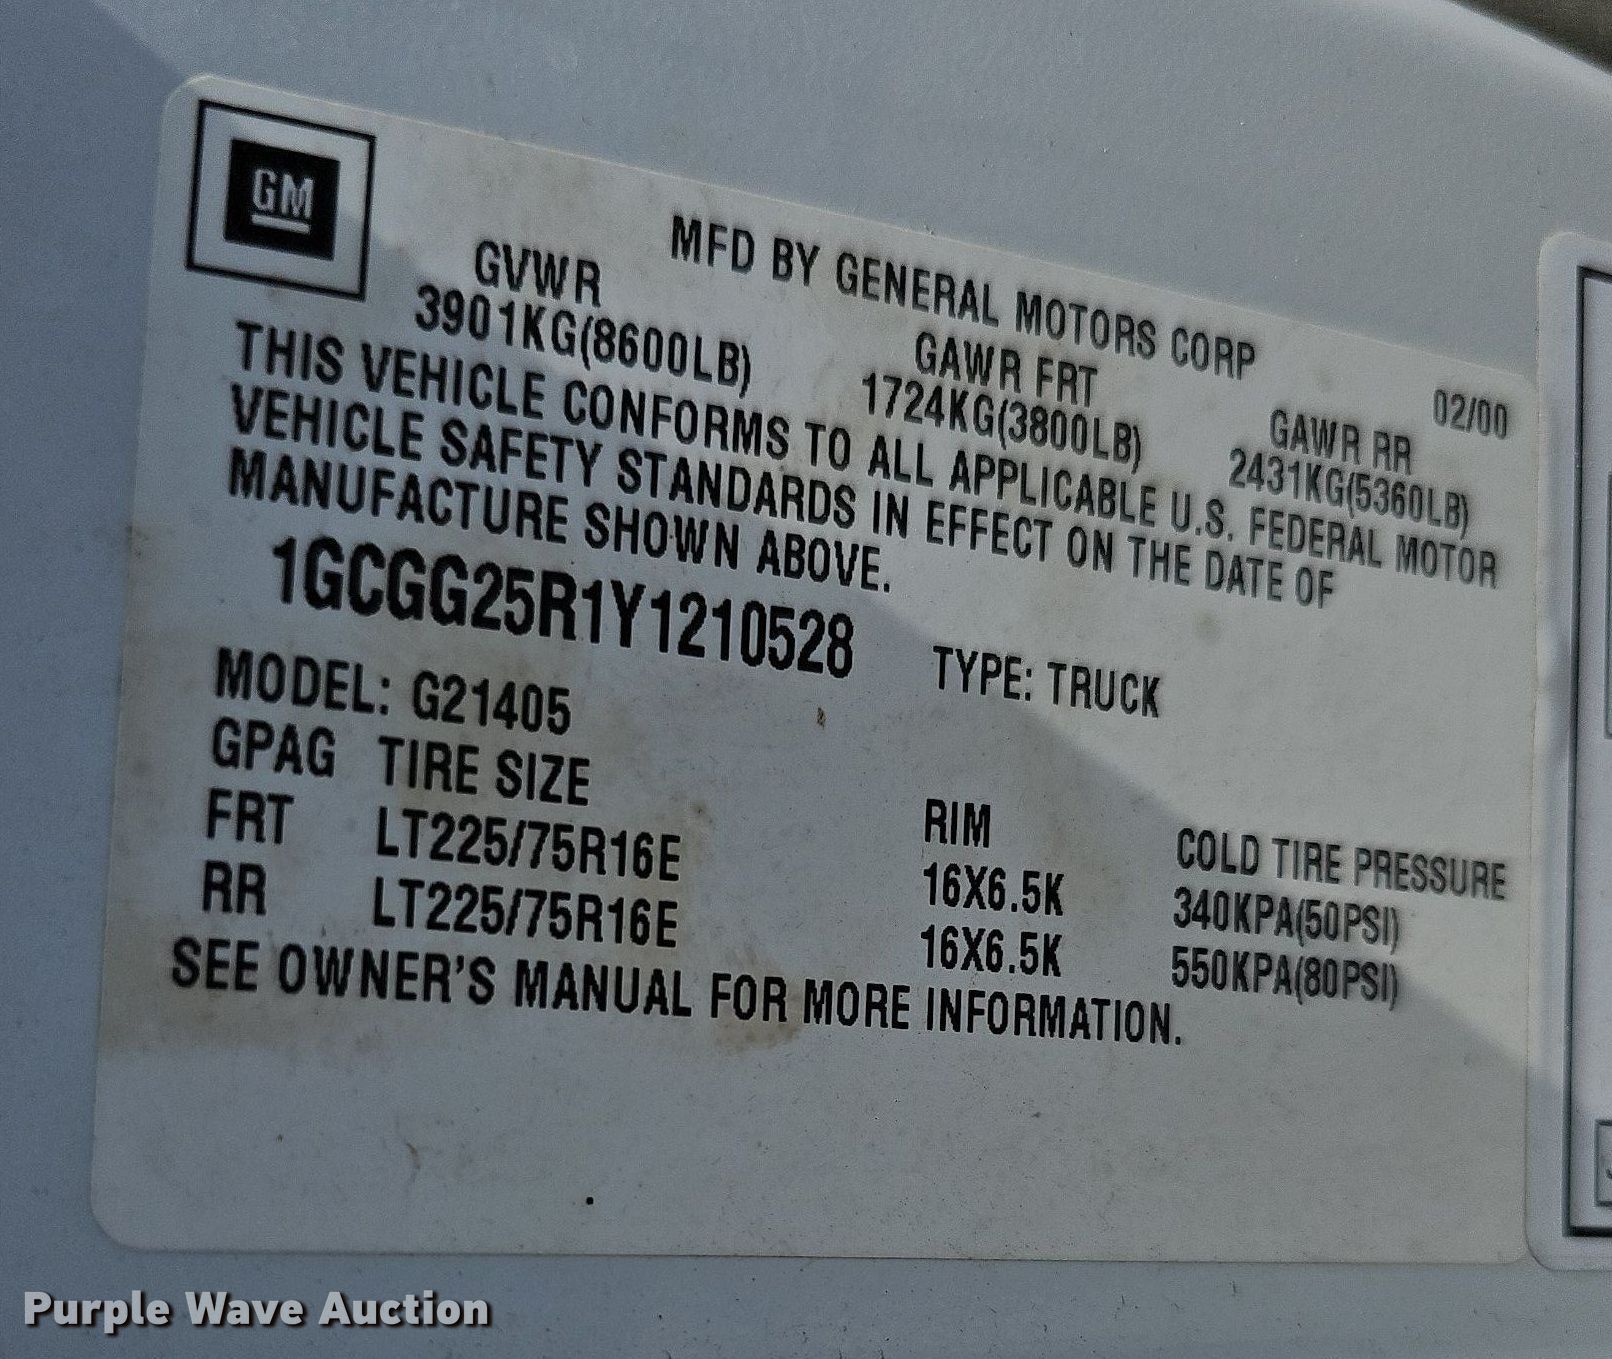 GM
MFD BY GENERAL MOTORS CORP 02/00
GVWR GAWR FRT GAWR RR
3901KG(8600LB) 1724KG(3800LB) 2431KG(5360LB)
THIS VEHICLE CONFORMS TO ALL APPLICABLE U.S. FEDERAL MOTOR
VEHICLE SAFETY STANDARDS IN EFFECT ON THE DATE OF
MANUFACTURE SHOWN ABOVE.
1GCGG25R1Y1210528 TYPE: TRUCK
MODEL: G21405
GPAG TIRE SIZE RIM COLD TIRE PRESSURE
FRT LT225/75R16E 16X6.5K 340KPA(50PSI)
RR LT225/75R16E 16X6.5K 550KPA(80PSI)
SEE OWNER'S MANUAL FOR MORE INFORMATION.
Purple Wave Auction